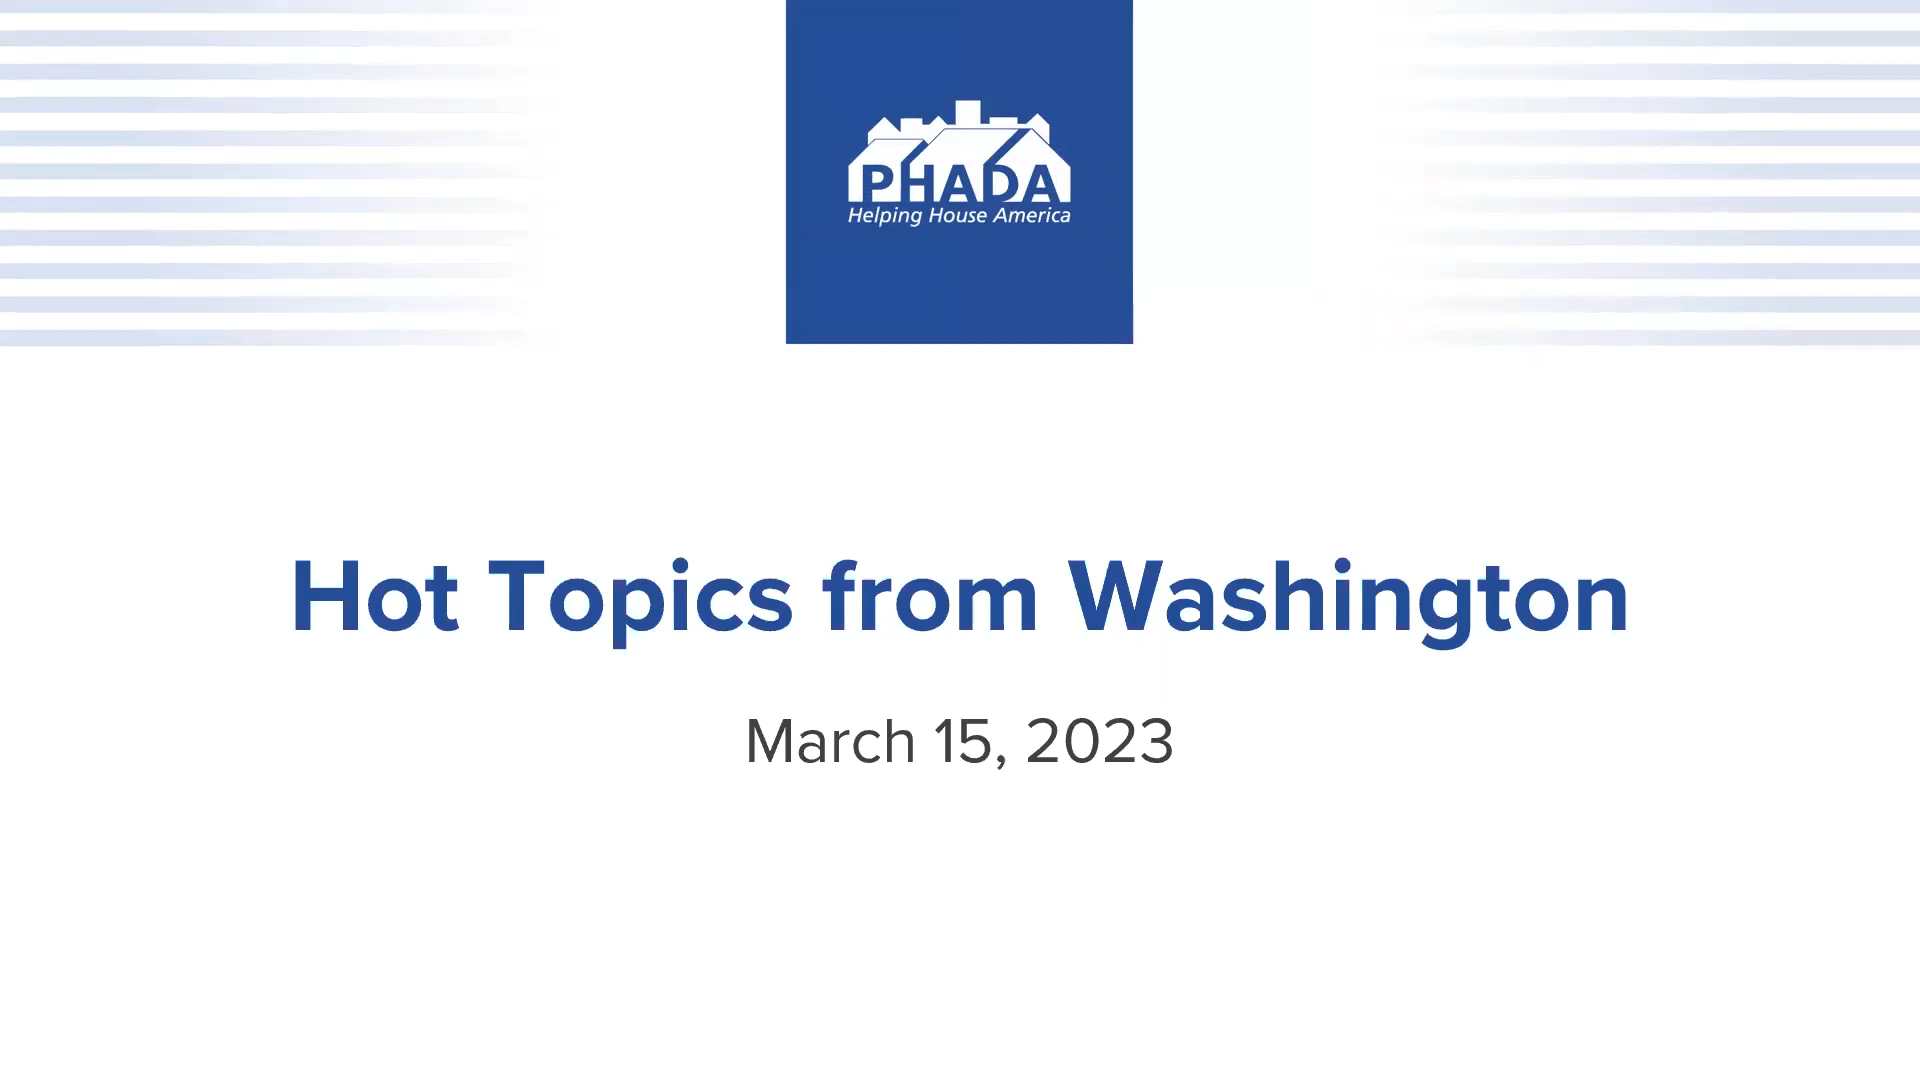 PHADA
Helping House America
Hot Topics from Washington
March 15, 2023